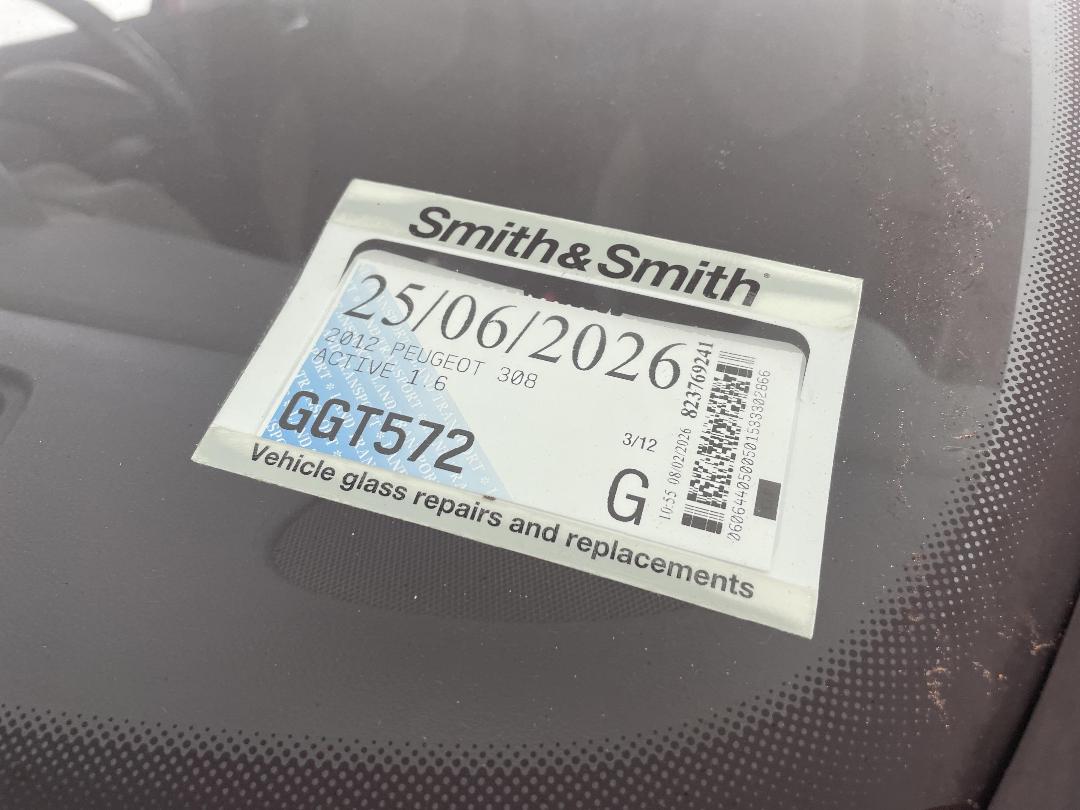 Smith&Smith®
25/06/2026
2012 PEUGEOT 308
ACTIVE 1.6
GGT572
3/12
G
10:55 08/02/2026 823769241
Vehicle glass repairs and replacements